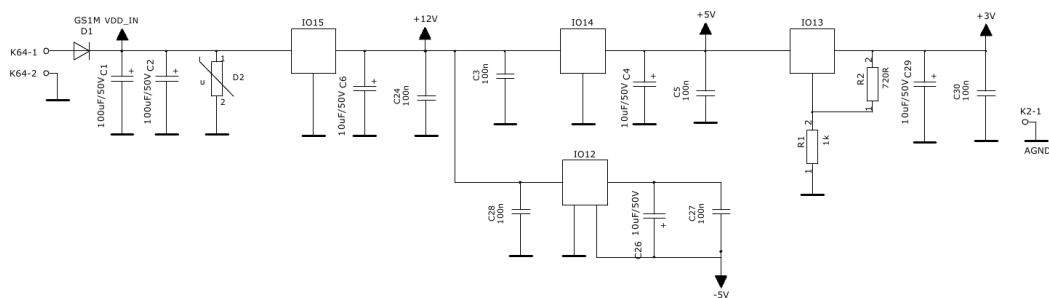 GS1M VDD_IN
D1
K64-1
K64-2
C1
100uF/50V
+
C2
100uF/50V
+
1
u
2
D2
IO15
+12V
C6
10uF/50V
+
C24
100n
C3
100n
IO14
+5V
C4
10uF/50V
+
C5
100n
IO13
+3V
2
R2
720R
1
C29
10uF/50V
+
C30
100n
2
R1
1k
1
K2-1
AGND
IO12
C28
100n
10uF/50V
C26
+
C27
100n
-5V